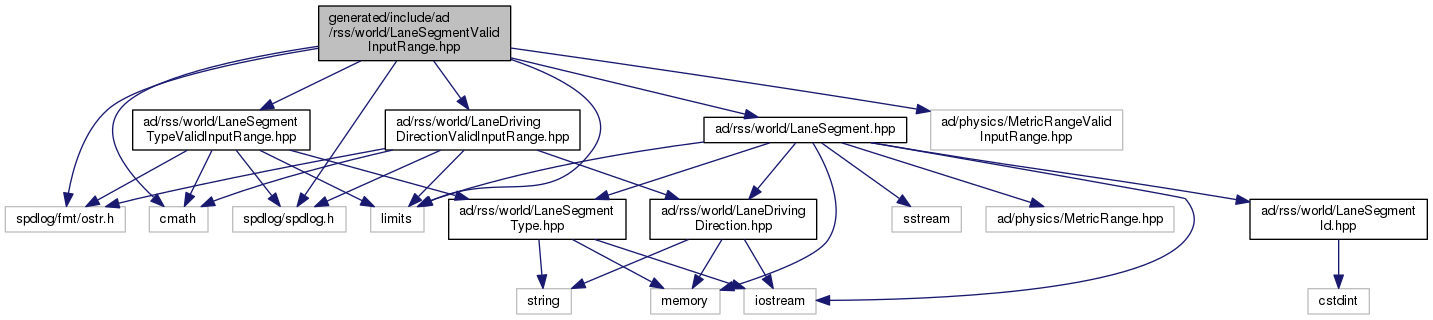 generated/include/ad
/rss/world/LaneSegmentValid
InputRange.hpp
ad/rss/world/LaneSegment
TypeValidInputRange.hpp
ad/rss/world/LaneDriving
DirectionValidInputRange.hpp
ad/rss/world/LaneSegment.hpp
ad/physics/MetricRangeValid
InputRange.hpp
spdlog/fmt/ostr.h
cmath
spdlog/spdlog.h
limits
ad/rss/world/LaneSegment
Type.hpp
ad/rss/world/LaneDriving
Direction.hpp
sstream
ad/physics/MetricRange.hpp
ad/rss/world/LaneSegment
Id.hpp
string
memory
iostream
cstdint